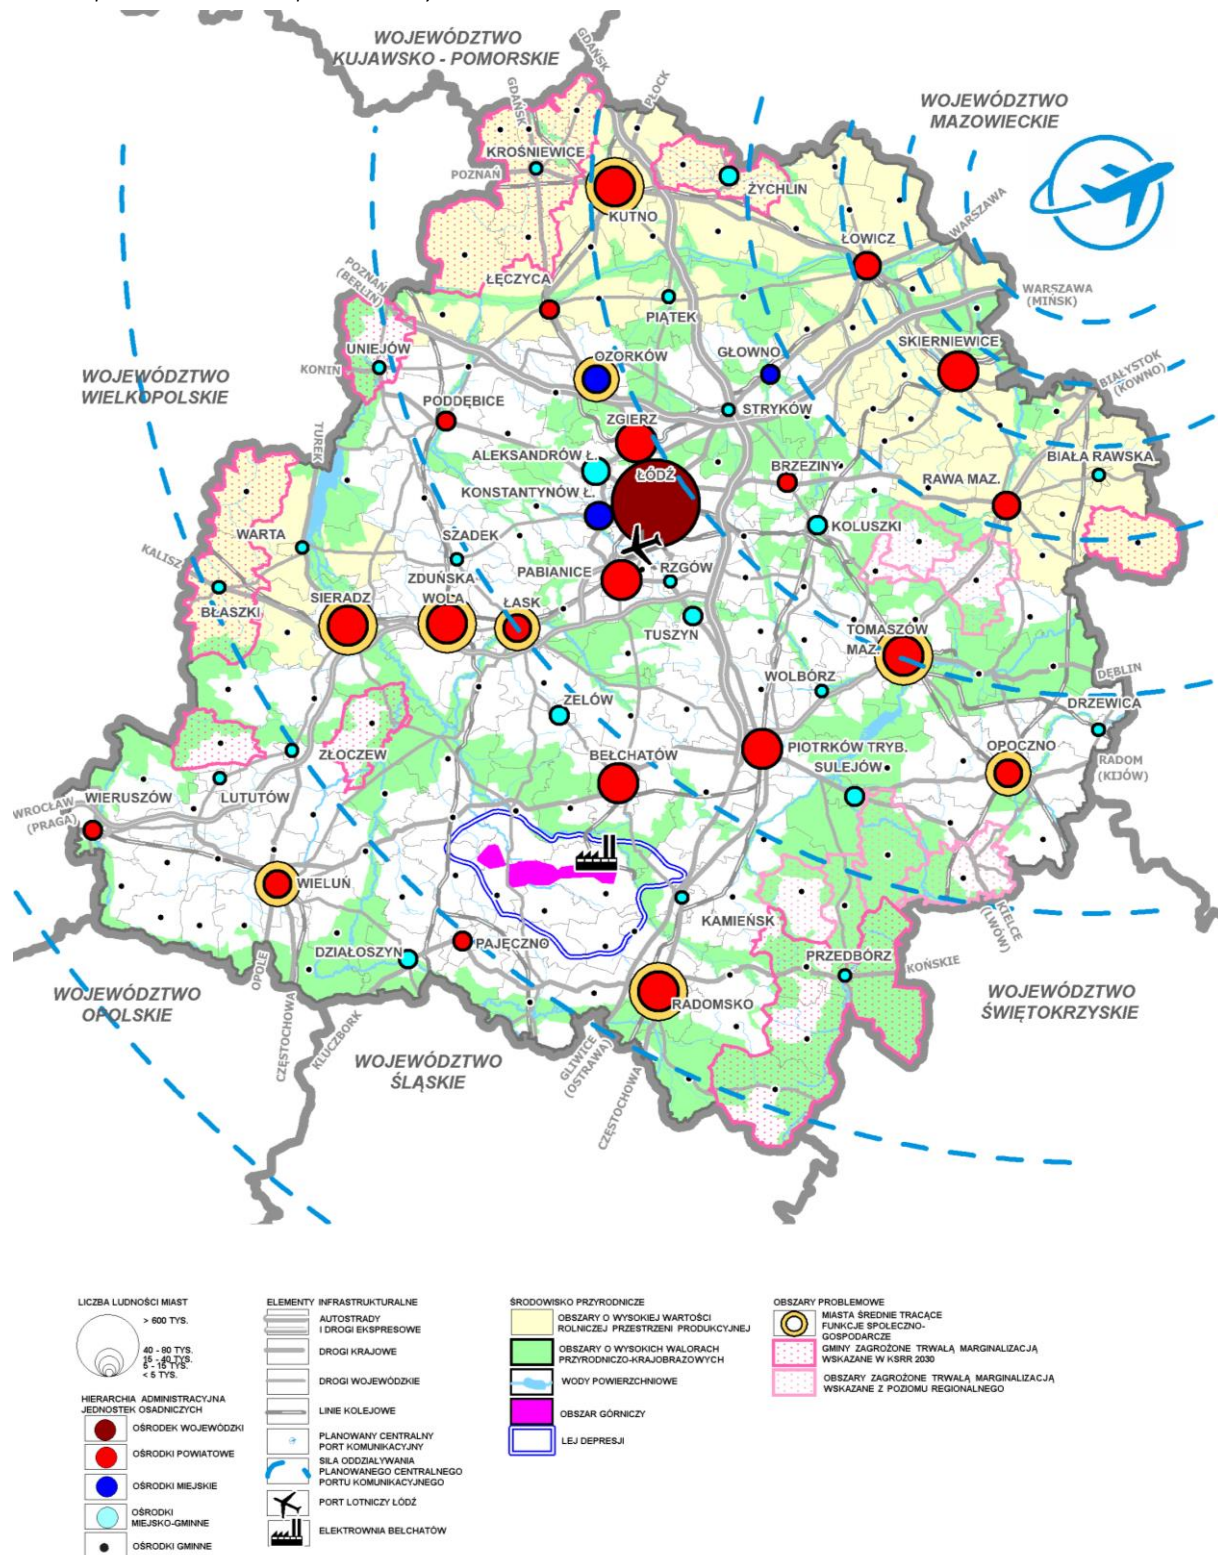 WOJEWÓDZTWO
KUJAWSKO - POMORSKIE
GDAŃSK
GDAŃSK
PŁOCK
WOJEWÓDZTWO
MAZOWIECKIE
KROŚNIEWICE
POZNAŃ
ŻYCHLIN
KUTNO
WARSZAWA
ŁOWICZ
POZNAŃ
(BERLIN)
ŁĘCZYCA
WARSZAWA
(MIŃSK)
PIĄTEK
SKIERNIEWICE
UNIEJÓW
OZORKÓW
GŁOWNO
KONIN
BIAŁYSTOK
(KOWNO)
WOJEWÓDZTWO
WIELKOPOLSKIE
PODDĘBICE
STRYKÓW
ZGIERZ
TUREK
ALEKSANDRÓW Ł.
ŁÓDŹ
BRZEZINY
BIAŁA RAWSKA
RAWA MAZ.
KONSTANTYNÓW Ł.
KOLUSZKI
WARTA
SZADEK
KALISZ
PABIANICE
RZGÓW
ZDUŃSKA
WOLA
BŁASZKI
SIERADZ
ŁASK
TUSZYN
TOMASZÓW
MAZ.
WOLBÓRZ
DĘBLIN
DRZEWICA
ZELÓW
ZŁOCZEW
BEŁCHATÓW
PIOTRKÓW TRYB.
OPOCZNO
SULEJÓW
RADOM
(KIJÓW)
WROCŁAW
(PRAGA)
WIERUSZÓW
LUTUTÓW
WIELUŃ
KAMIEŃSK
KIELCE
(LWÓW)
DZIAŁOSZYN
PAJĘCZNO
PRZEDBÓRZ
KOŃSKIE
OPOLE
WOJEWÓDZTWO
OPOLSKIE
RADOMSKO
WOJEWÓDZTWO
ŚWIĘTOKRZYSKIE
CZĘSTOCHOWA
KLUCZBORK
WOJEWÓDZTWO
ŚLĄSKIE
GLIWICE
(OSTRAWA)
CZĘSTOCHOWA
LICZBA LUDNOŚCI MIAST
> 600 TYS.
40 - 80 TYS.
15 - 40 TYS.
5 - 15 TYS.
< 5 TYS.
HIERARCHIA ADMINISTRACYJNA
JEDNOSTEK OSADNICZYCH
OŚRODEK WOJEWÓDZKI
OŚRODKI POWIATOWE
OŚRODKI MIEJSKIE
OŚRODKI
MIEJSKO-GMINNE
OŚRODKI GMINNE
ELEMENTY INFRASTRUKTURALNE
AUTOSTRADY
I DROGI EKSPRESOWE
DROGI KRAJOWE
DROGI WOJEWÓDZKIE
LINIE KOLEJOWE
PLANOWANY CENTRALNY
PORT KOMUNIKACYJNY
SIŁA ODDZIAŁYWANIA
PLANOWANEGO CENTRALNEGO
PORTU KOMUNIKACYJNEGO
PORT LOTNICZY ŁÓDŹ
ELEKTROWNIA BEŁCHATÓW
ŚRODOWISKO PRZYRODNICZE
OBSZARY O WYSOKIEJ WARTOŚCI
ROLNICZEJ PRZESTRZENI PRODUKCYJNEJ
OBSZARY O WYSOKICH WALORACH
PRZYRODNICZO-KRAJOBRAZOWYCH
WODY POWIERZCHNIOWE
OBSZAR GÓRNICZY
LEJ DEPRESJI
OBSZARY PROBLEMOWE
MIASTA ŚREDNIE TRACĄCE
FUNKCJE SPOŁECZNO-
GOSPODARCZE
GMINY ZAGROŻONE TRWAŁĄ MARGINALIZACJĄ
WSKAZANE W KSRR 2030
OBSZARY ZAGROŻONE TRWAŁĄ MARGINALIZACJĄ
WSKAZANE Z POZIOMU REGIONALNEGO